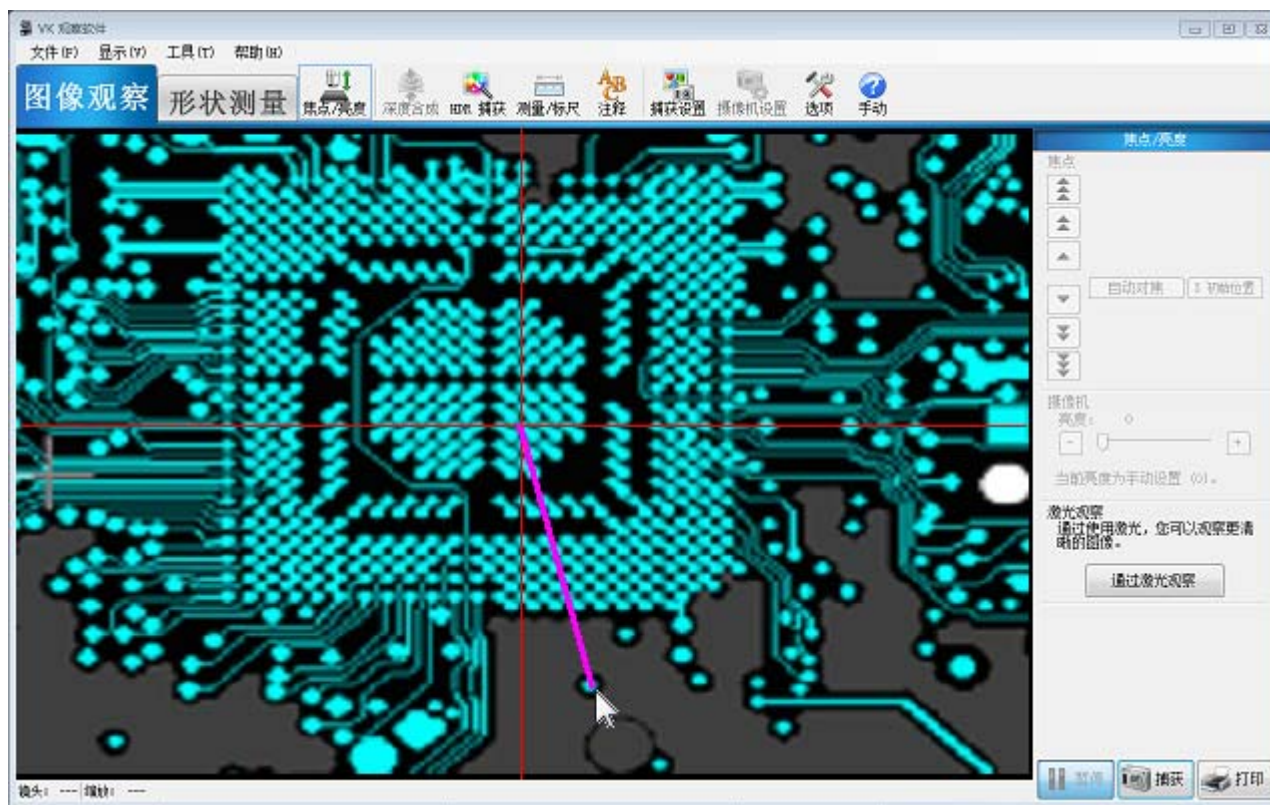 VK 观察软件
文件(F) 显示(V) 工具(T) 帮助(H)
图像观察 形状测量 焦点/亮度 深度合成 HDR 捕获 测量/标尺 注释 捕获设置 摄像机设置 选项 手动
焦点/亮度
焦点
自动对焦 Z 初始位置
摄像机
亮度: 0
- +
当前亮度为手动设置 (0)。
激光观察
通过使用激光,您可以观察更清
晰的图像。
通过激光观察
暂停 捕获 打印
镜头: --- 缩放: ---